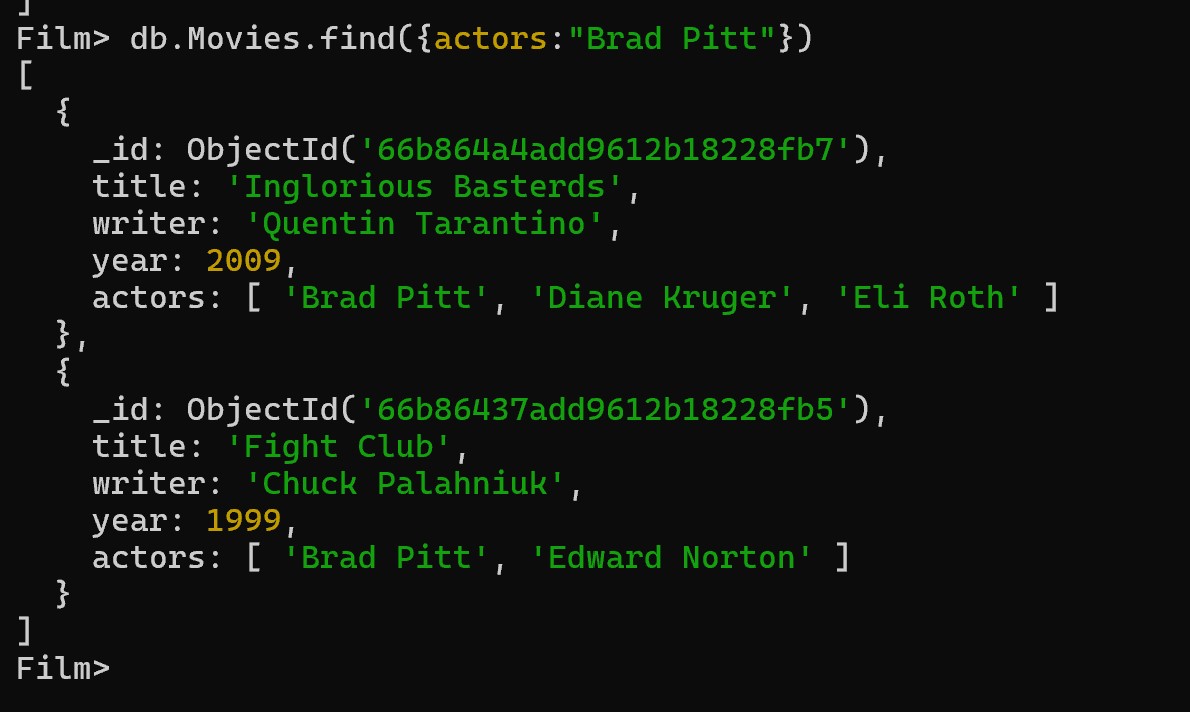 ]
Film> db.Movies.find({actors:"Brad Pitt"})
[
  {
    _id: ObjectId('66b864a4add9612b18228fb7'),
    title: 'Inglorious Basterds',
    writer: 'Quentin Tarantino',
    year: 2009,
    actors: [ 'Brad Pitt', 'Diane Kruger', 'Eli Roth' ]
  },
  {
    _id: ObjectId('66b86437add9612b18228fb5'),
    title: 'Fight Club',
    writer: 'Chuck Palahniuk',
    year: 1999,
    actors: [ 'Brad Pitt', 'Edward Norton' ]
  }
]
Film>